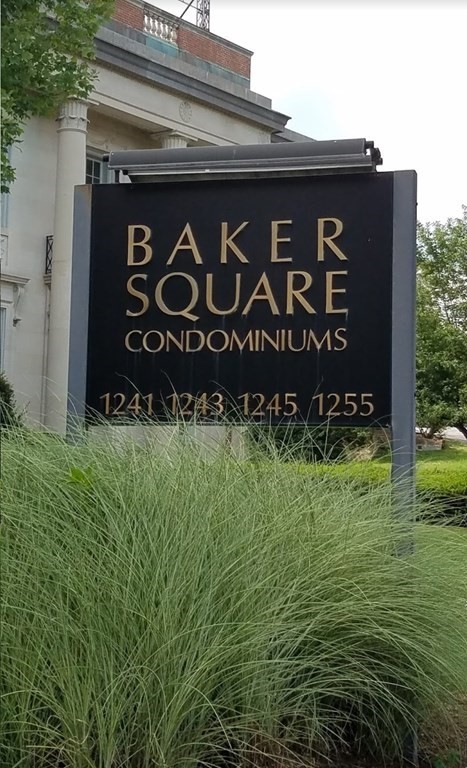 BAKER
SQUARE
CONDOMINIUMS
1241 1243 1245 1255